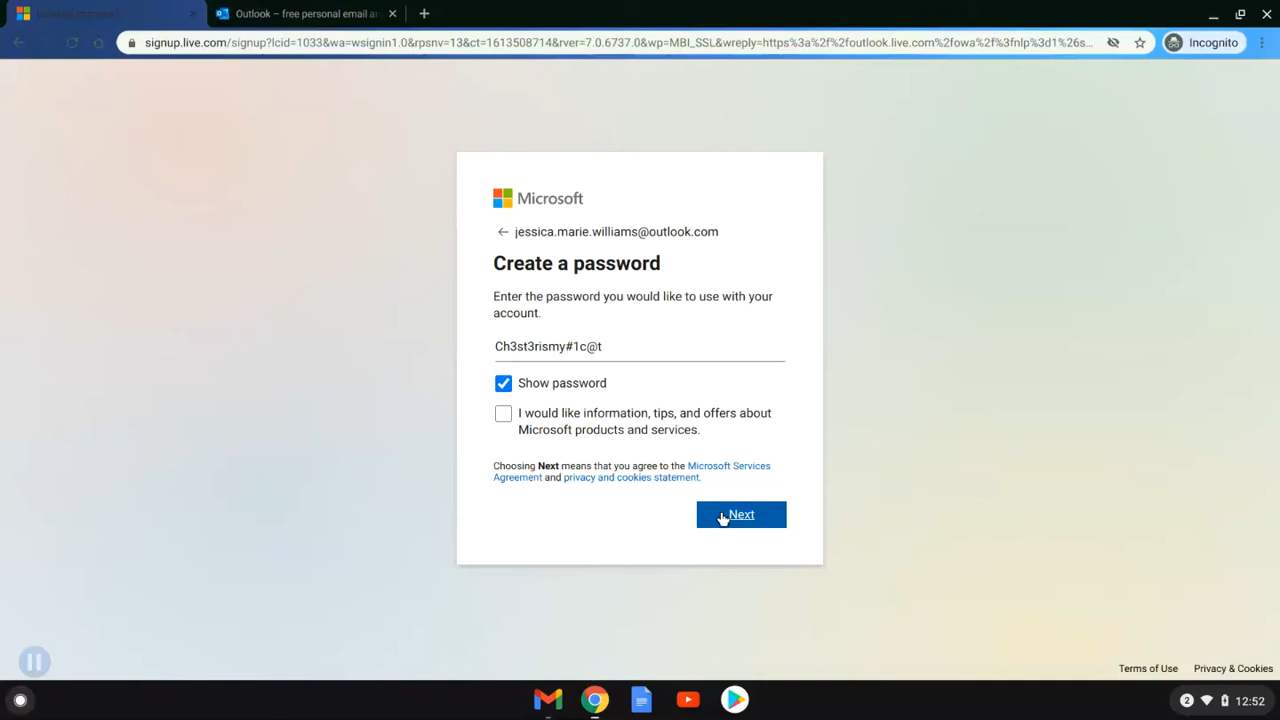 Outlook – free personal email a
signup.live.com/signup?lcid=1033&wa=wsignin1.0&rpsnv=13&ct=1613508714&rver=7.0.6737.0&wp=MBI_SSL&wreply=https%3a%2f%2foutlook.live.com%2fowa%2f%3fnlp%3d1%26s...
Incognito
Microsoft
← jessica.marie.williams@outlook.com
Create a password
Enter the password you would like to use with your
account.
Ch3st3rismy#1c@t
Show password
I would like information, tips, and offers about
Microsoft products and services.
Choosing Next means that you agree to the Microsoft Services
Agreement and privacy and cookies statement.
Next
Terms of Use Privacy & Cookies
2 12:52